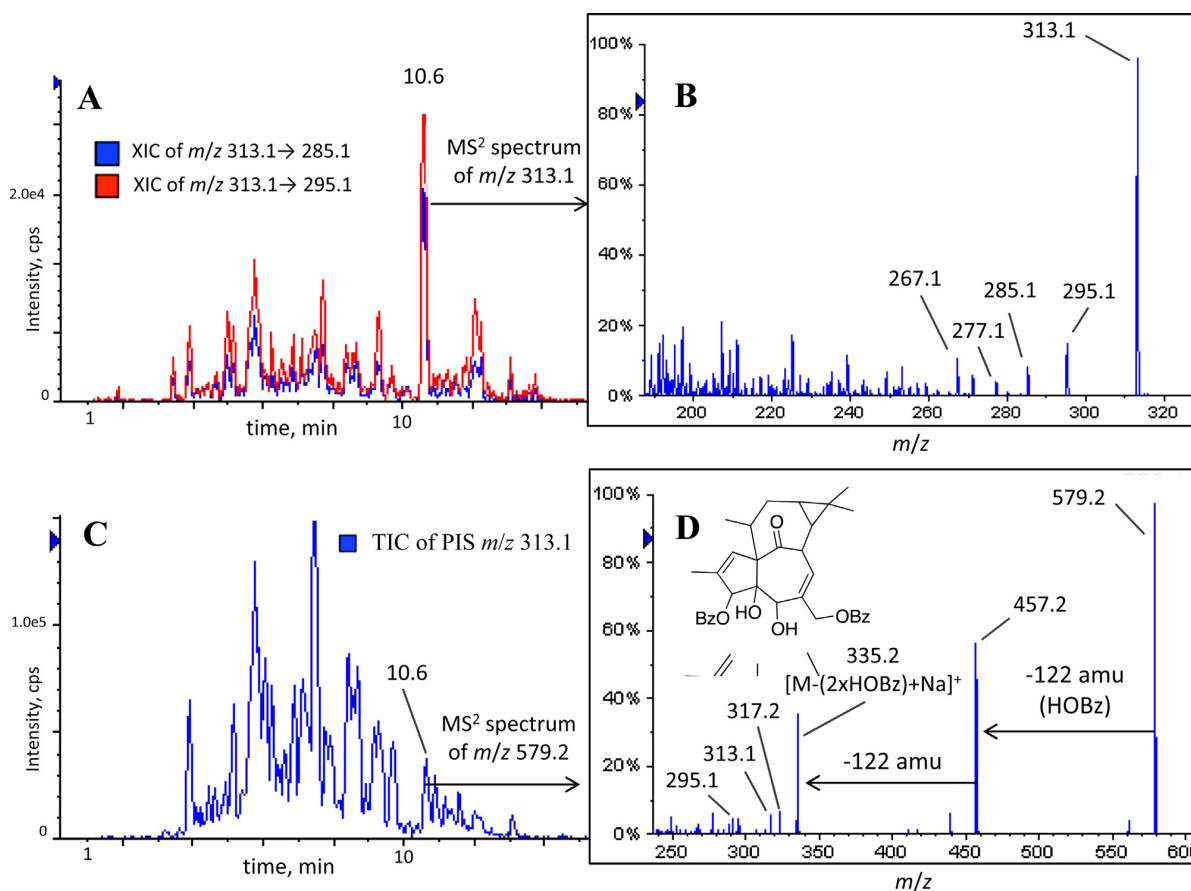 A
10.6
XIC of m/z 313.1→ 285.1
XIC of m/z 313.1→ 295.1
MS² spectrum
of m/z 313.1
2.0e4
0
Intensity, cps
1
10
time, min
B
313.1
100%
80%
60%
40%
20%
0%
267.1
277.1
285.1
295.1
200
220
240
260
280
300
320
m/z
C
TIC of PIS m/z 313.1
1.0e5
0
Intensity, cps
10.6
MS² spectrum
of m/z 579.2
1
10
time, min
D
100%
80%
60%
40%
20%
0%
O
BzO
HO
OH
OBz
579.2
457.2
335.2
[M-(2xHOBz)+Na]⁺
-122 amu
(HOBz)
-122 amu
317.2
313.1
295.1
250
300
350
400
450
500
550
600
m/z